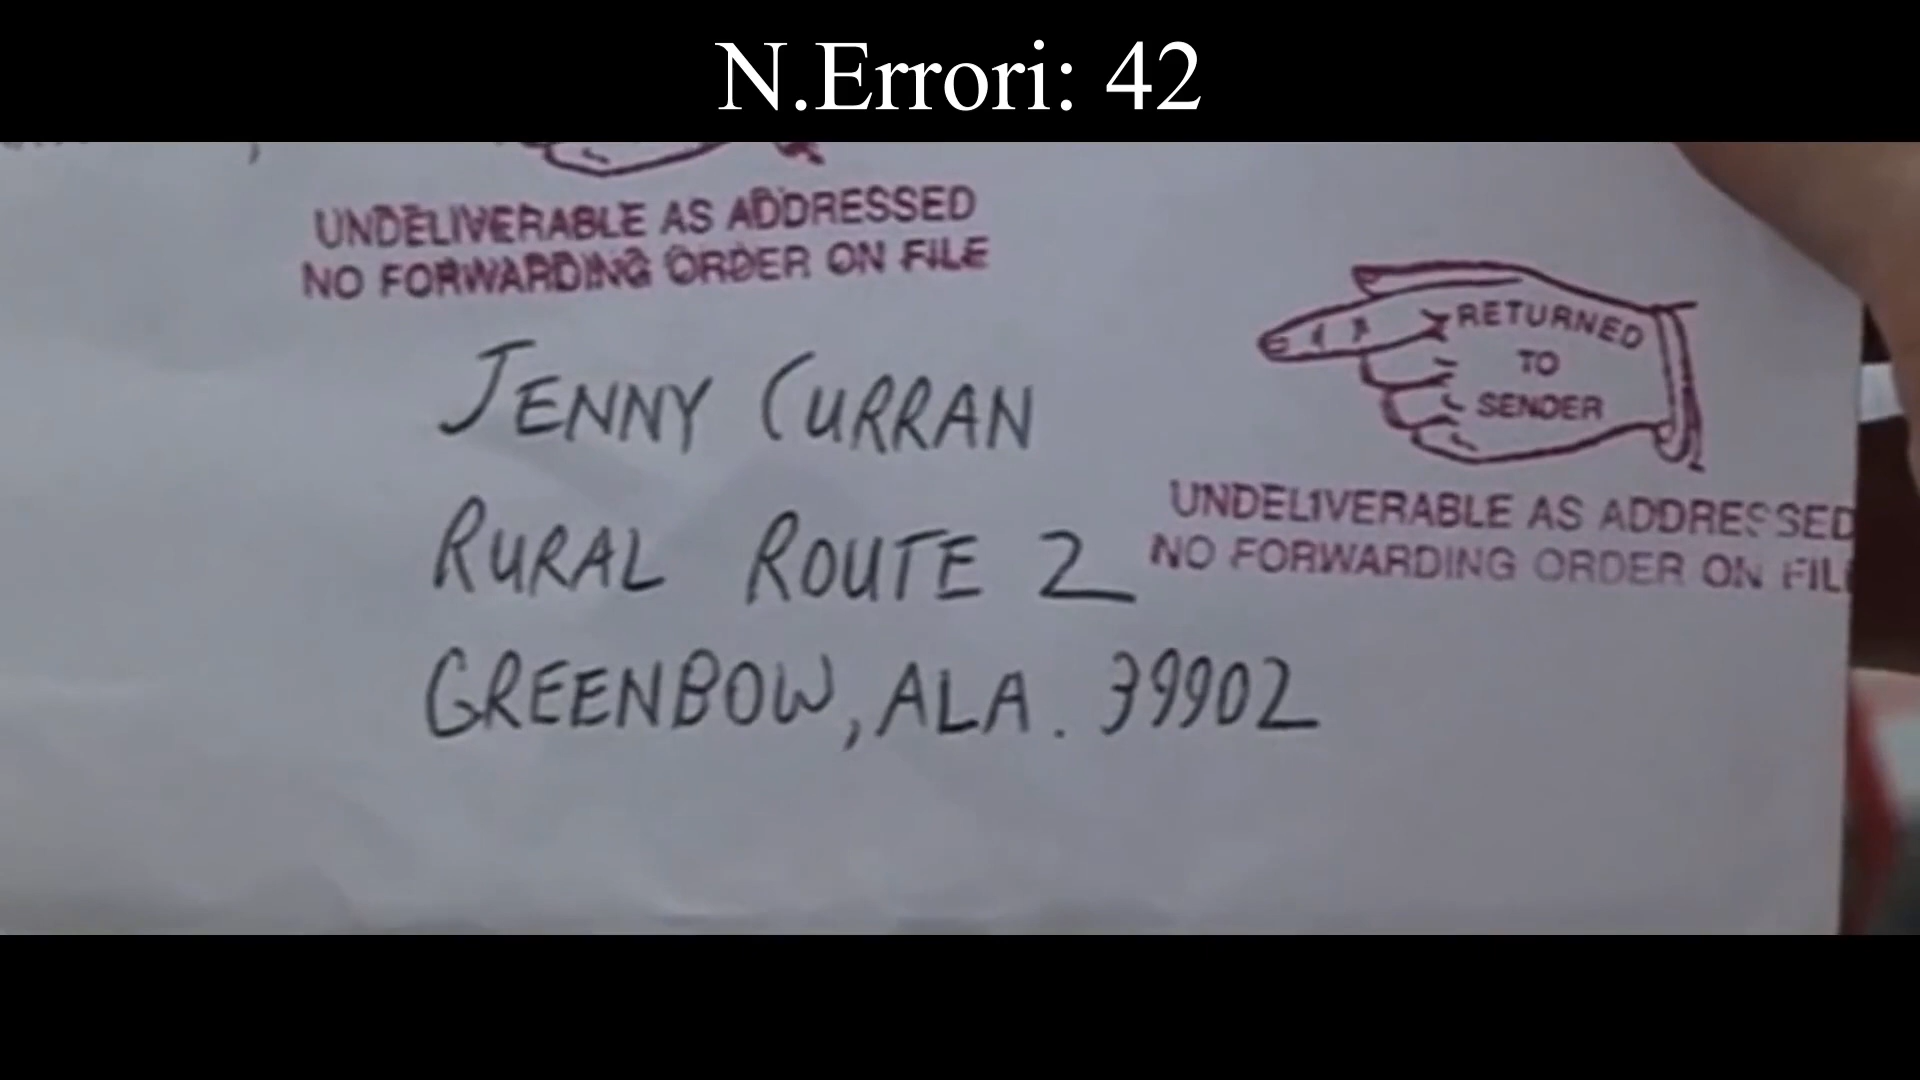 N.Errori: 42
UNDELIVERABLE AS ADDRESSED
NO FORWARDING ORDER ON FILE
RETURNED
TO
SENDER
JENNY CURRAN
UNDELIVERABLE AS ADDRESSED
NO FORWARDING ORDER ON FIL
RURAL ROUTE 2
GREENBOW, ALA. 39902